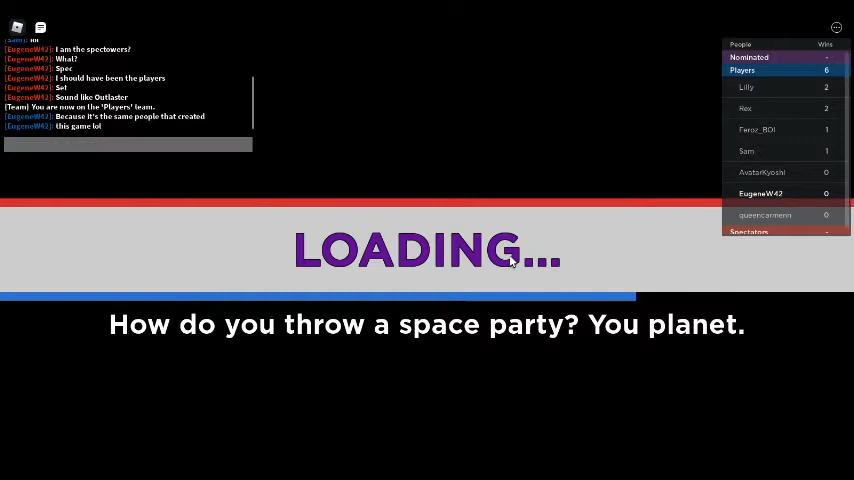 [Sam]: lol
[EugeneW42]: I am the spectowers?
[EugeneW42]: What?
[EugeneW42]: Spec
[EugeneW42]: I should have been the players
[EugeneW42]: Set
[EugeneW42]: Sound like Outlaster
[Team] You are now on the 'Players' team.
[EugeneW42]: Because it's the same people that created
[EugeneW42]: this game lol
People Wins
Nominated -
Players 6
Lilly 2
Rex 2
Feroz_BOI 1
Sam 1
AvatarKyoshi 0
EugeneW42 0
queencarmenn 0
Spectators -
LOADING...
How do you throw a space party? You planet.